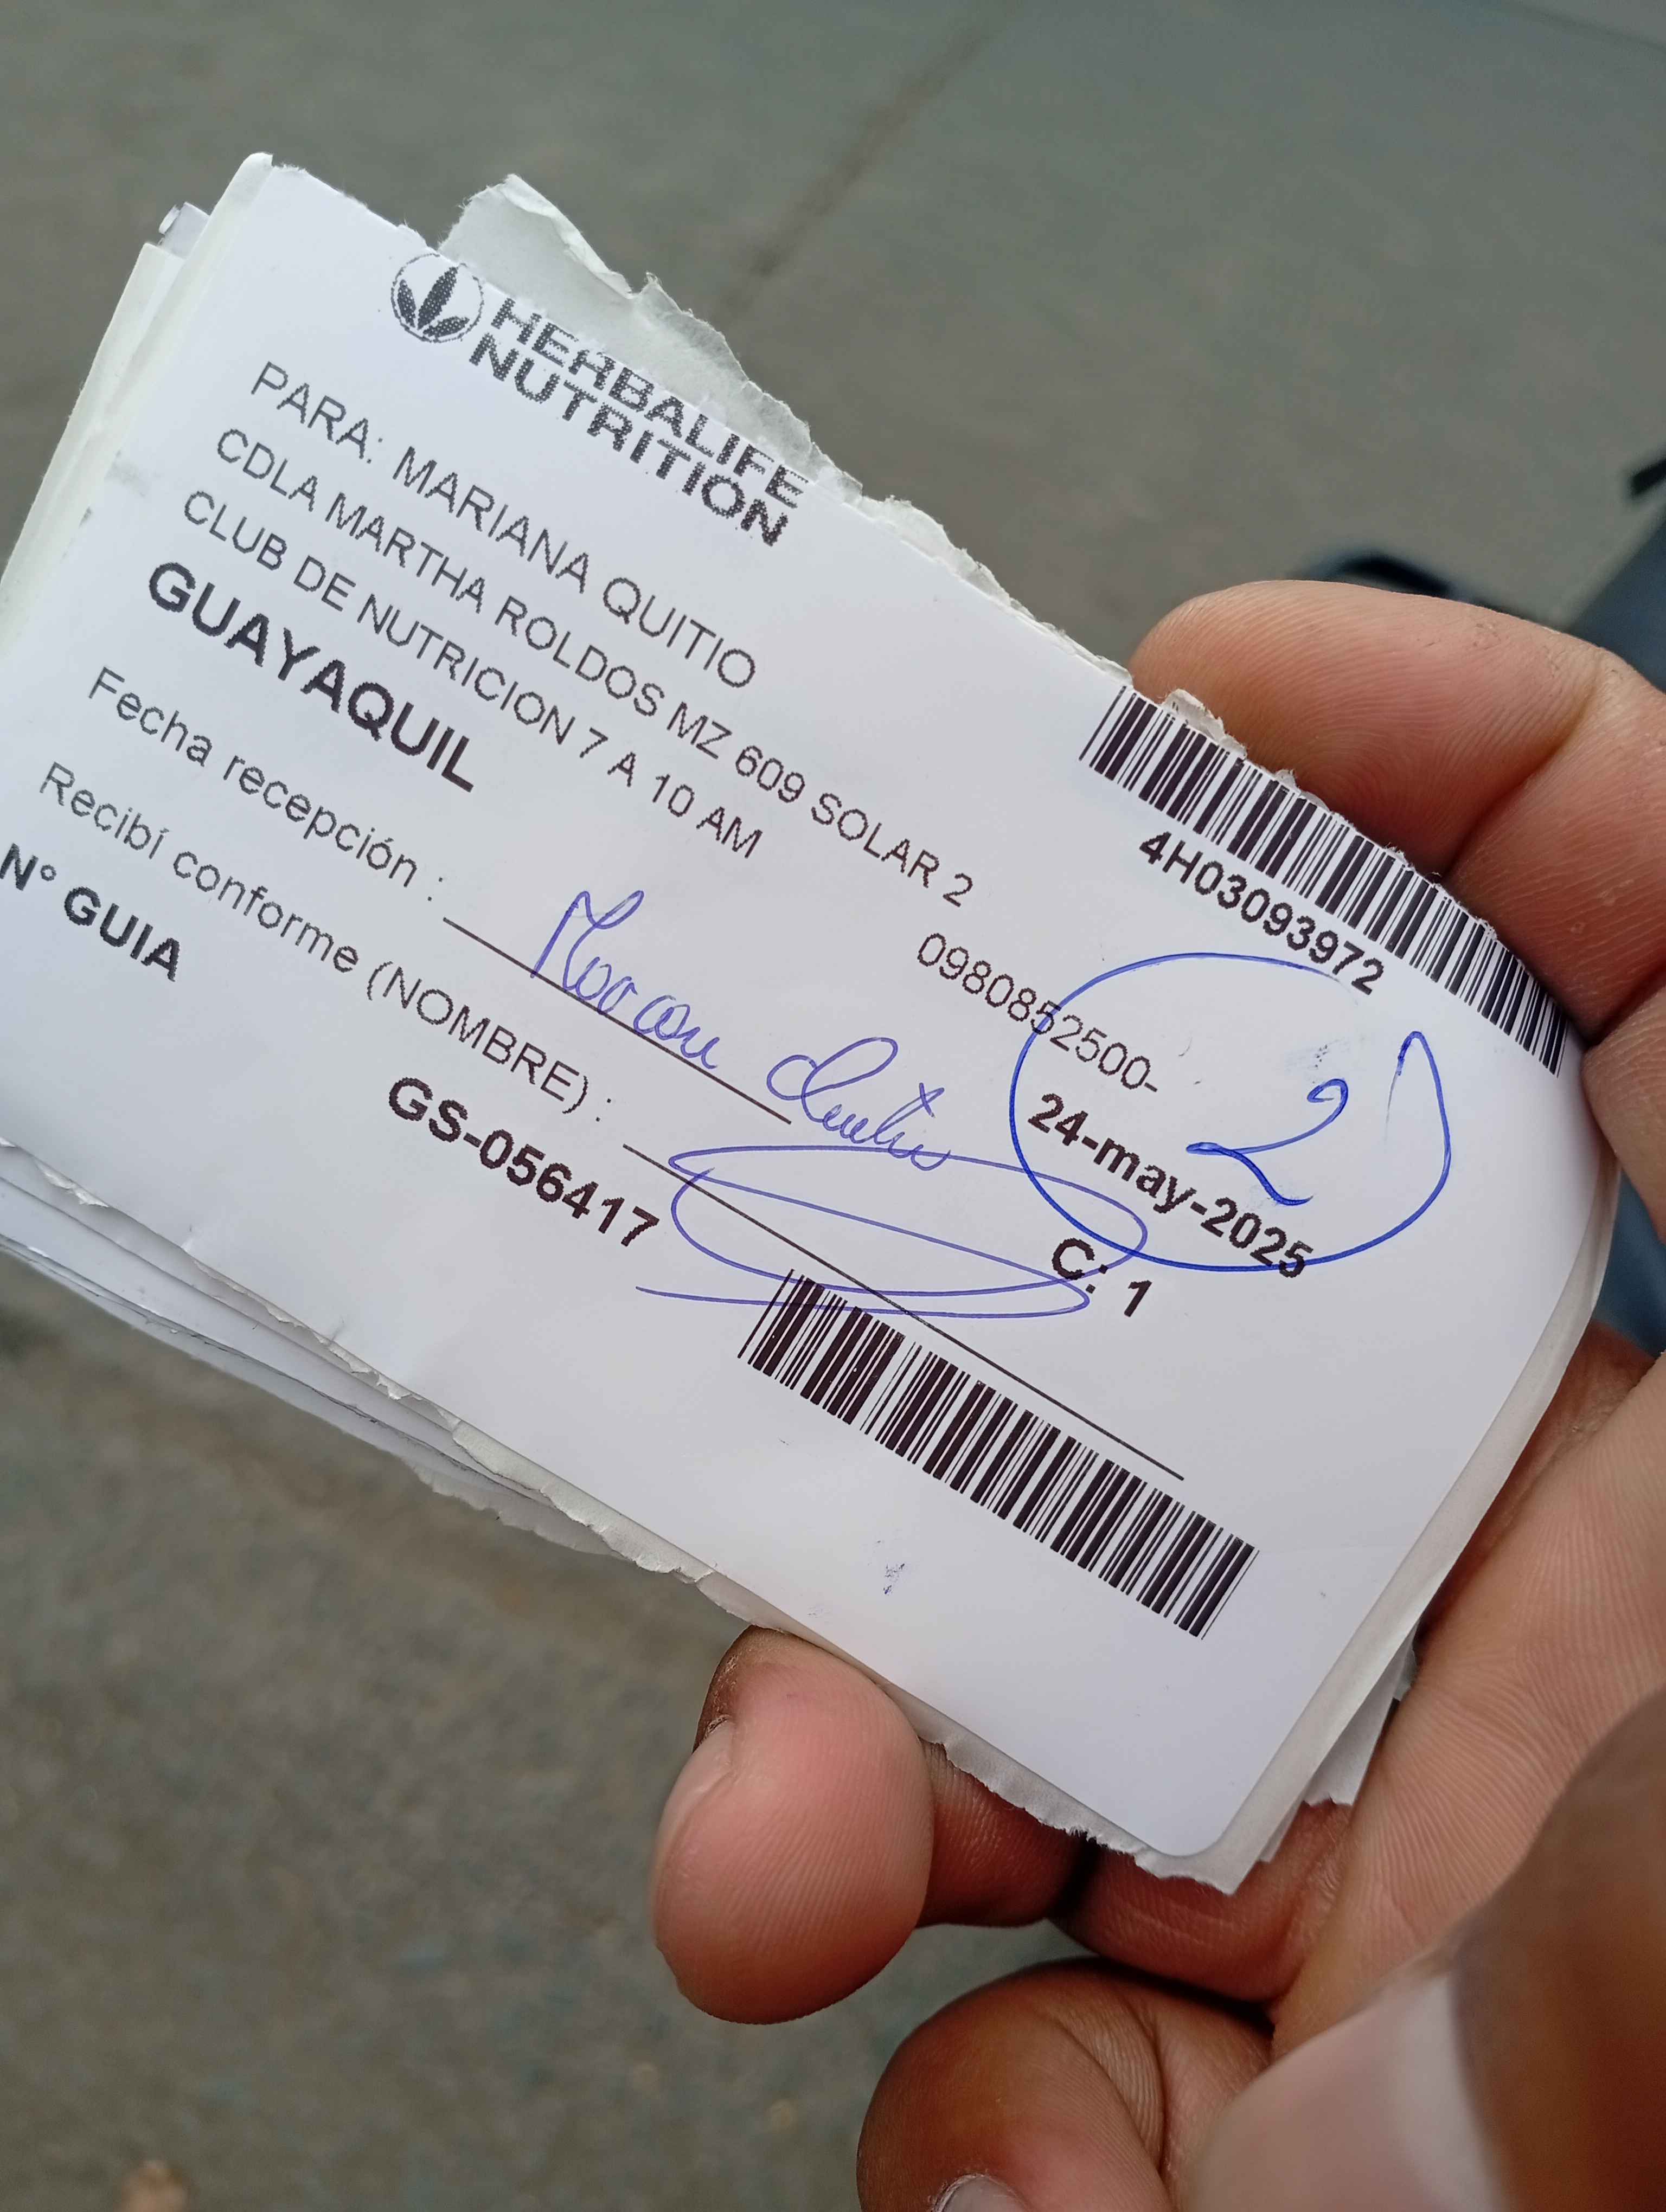 HERBALIFE
NUTRITION
4H03093972
PARA: MARIANA QUITIO
CDLA MARTHA ROLDOS MZ 609 SOLAR 2
CLUB DE NUTRICION 7 A 10 AM
0980852500-
GUAYAQUIL
24-may-2025
2
Fecha recepción :
Recibí conforme (NOMBRE) :
C: 1
N° GUIA
GS-056417